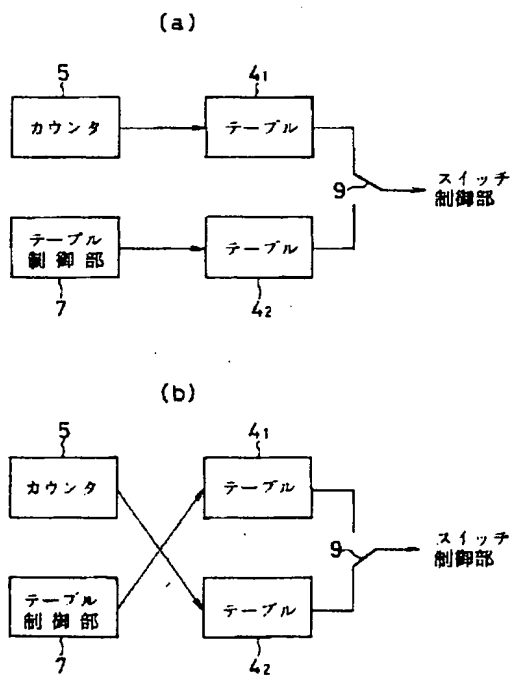 (a)
5
41
カウンタ
テーブル
9
スイッチ
制御部
テーブル
制御部
テーブル
7
42
(b)
5
41
カウンタ
テーブル
9
スイッチ
制御部
テーブル
制御部
テーブル
7
42